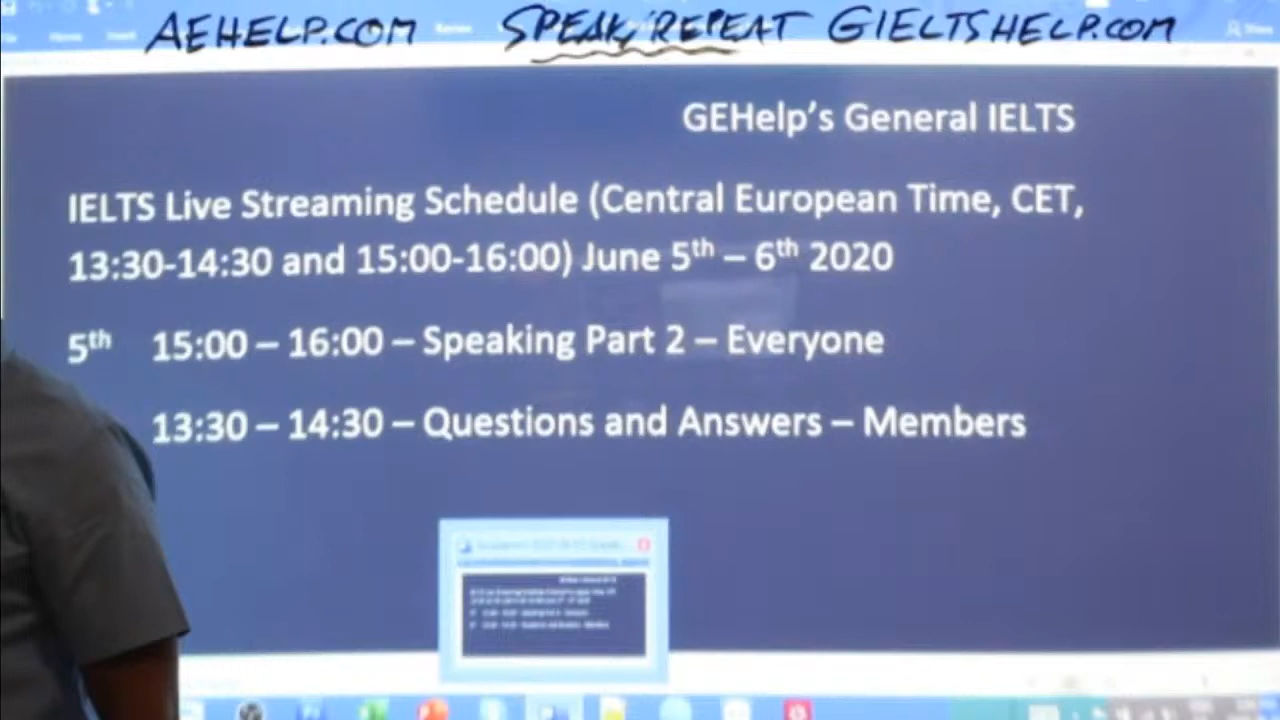 AEHELP.COM SPEAK/REPEAT GIELTSHELP.COM
GEHelp's General IELTS
IELTS Live Streaming Schedule (Central European Time, CET,
13:30-14:30 and 15:00-16:00) June 5th – 6th 2020
5th 15:00 – 16:00 – Speaking Part 2 – Everyone
13:30 – 14:30 – Questions and Answers – Members